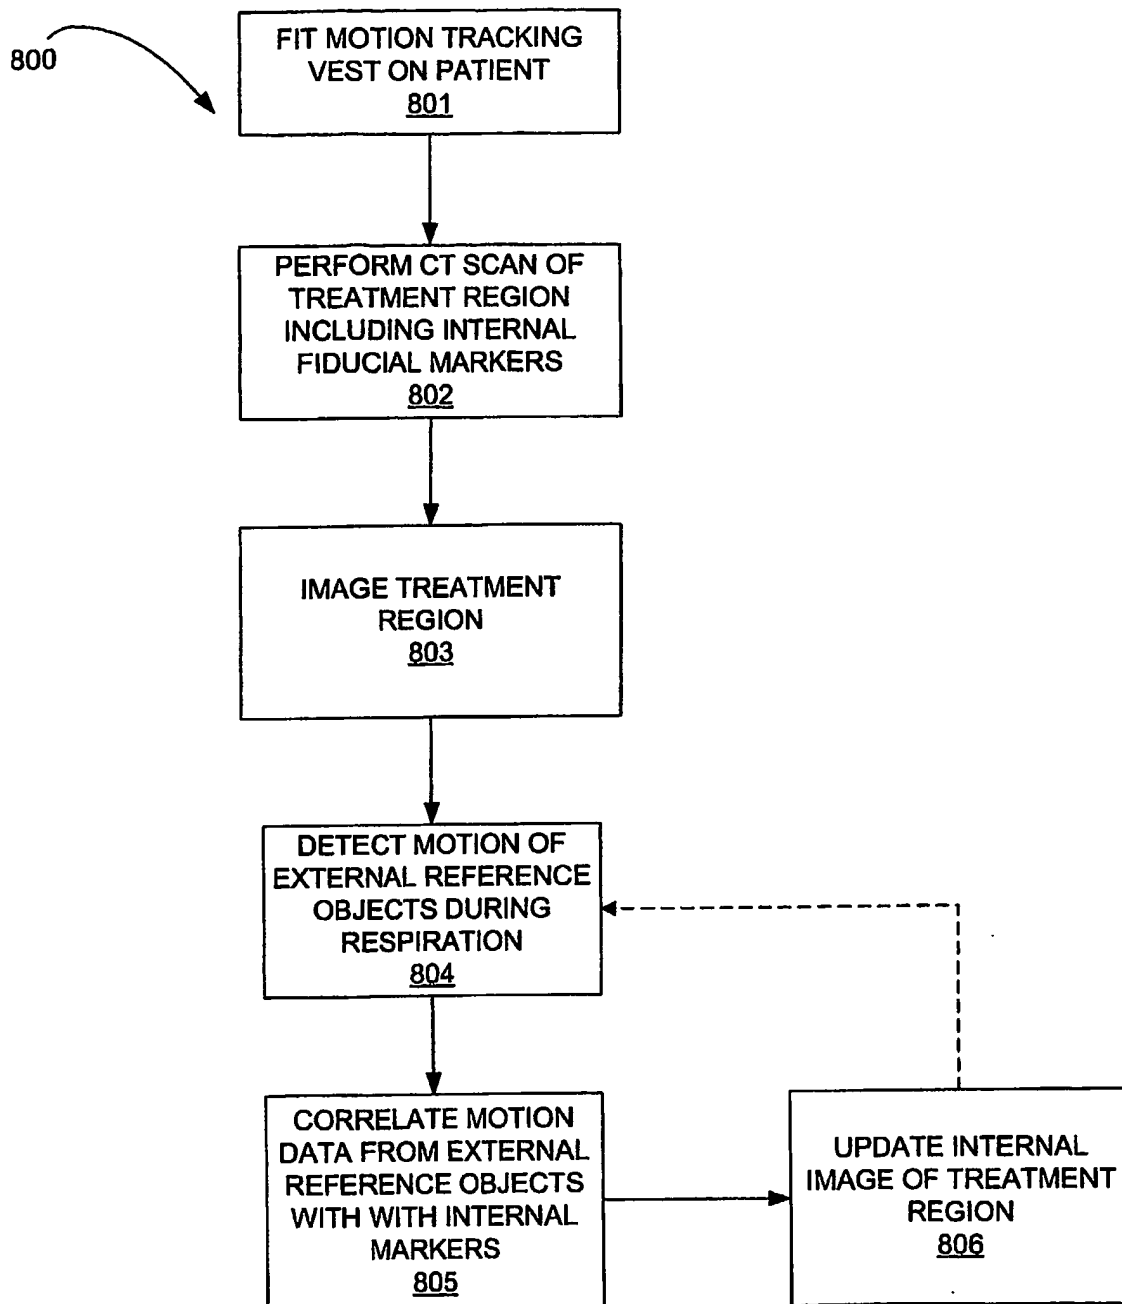 800
FIT MOTION TRACKING
VEST ON PATIENT
801
PERFORM CT SCAN OF
TREATMENT REGION
INCLUDING INTERNAL
FIDUCIAL MARKERS
802
IMAGE TREATMENT
REGION
803
DETECT MOTION OF
EXTERNAL REFERENCE
OBJECTS DURING
RESPIRATION
804
CORRELATE MOTION
DATA FROM EXTERNAL
REFERENCE OBJECTS
WITH WITH INTERNAL
MARKERS
805
UPDATE INTERNAL
IMAGE OF TREATMENT
REGION
806